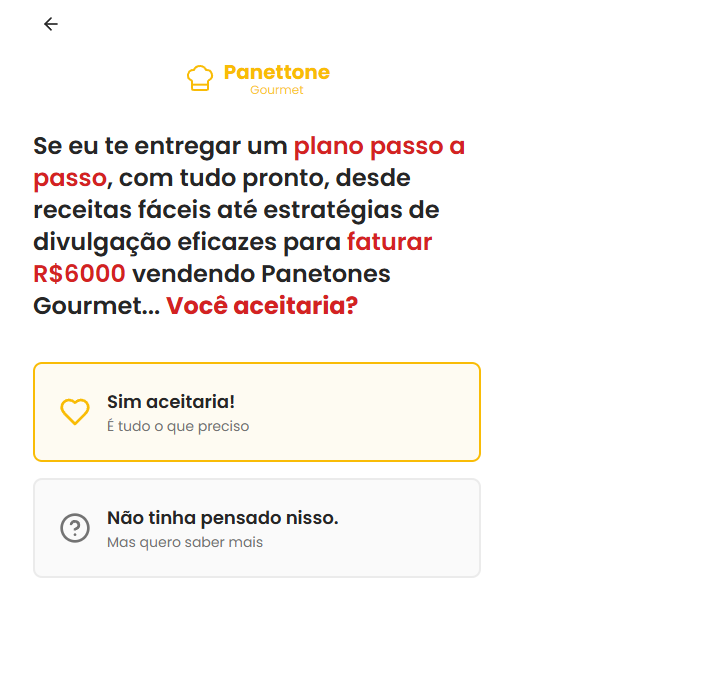 Panettone
Gourmet
Se eu te entregar um plano passo a
passo, com tudo pronto, desde
receitas fáceis até estratégias de
divulgação eficazes para faturar
R$6000 vendendo Panetones
Gourmet... Você aceitaria?
Sim aceitaria!
É tudo o que preciso
Não tinha pensado nisso.
Mas quero saber mais